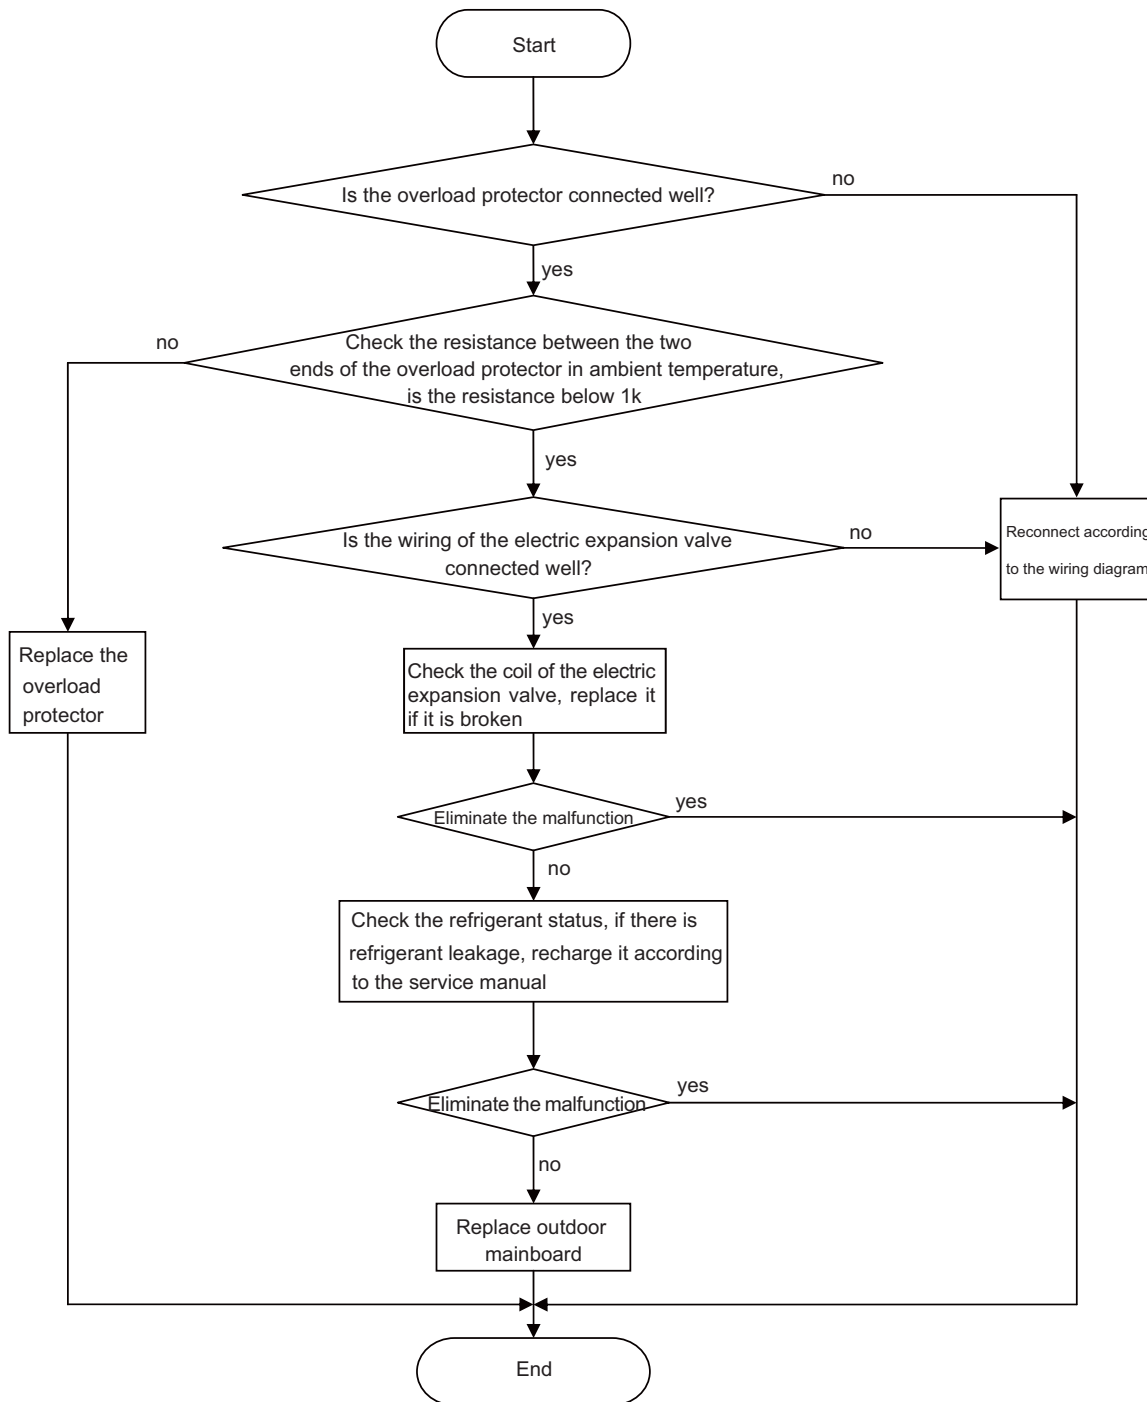 Start
Is the overload protector connected well?
no
yes
no
Check the resistance between the two
ends of the overload protector in ambient temperature,
is the resistance below 1k
yes
Is the wiring of the electric expansion valve
connected well?
no
Reconnect according
to the wiring diagram
yes
Replace the
overload
protector
Check the coil of the electric
expansion valve, replace it
if it is broken
Eliminate the malfunction
yes
no
Check the refrigerant status, if there is
refrigerant leakage, recharge it according
to the service manual
Eliminate the malfunction
yes
no
Replace outdoor
mainboard
End